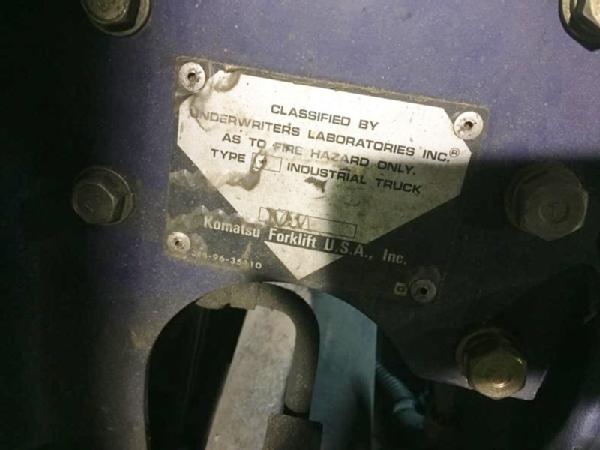 CLASSIFIED BY
UNDERWRITERS LABORATORIES INC.®
AS TO FIRE HAZARD ONLY.
TYPE INDUSTRIAL TRUCK
Komatsu Forklift U.S.A., Inc.